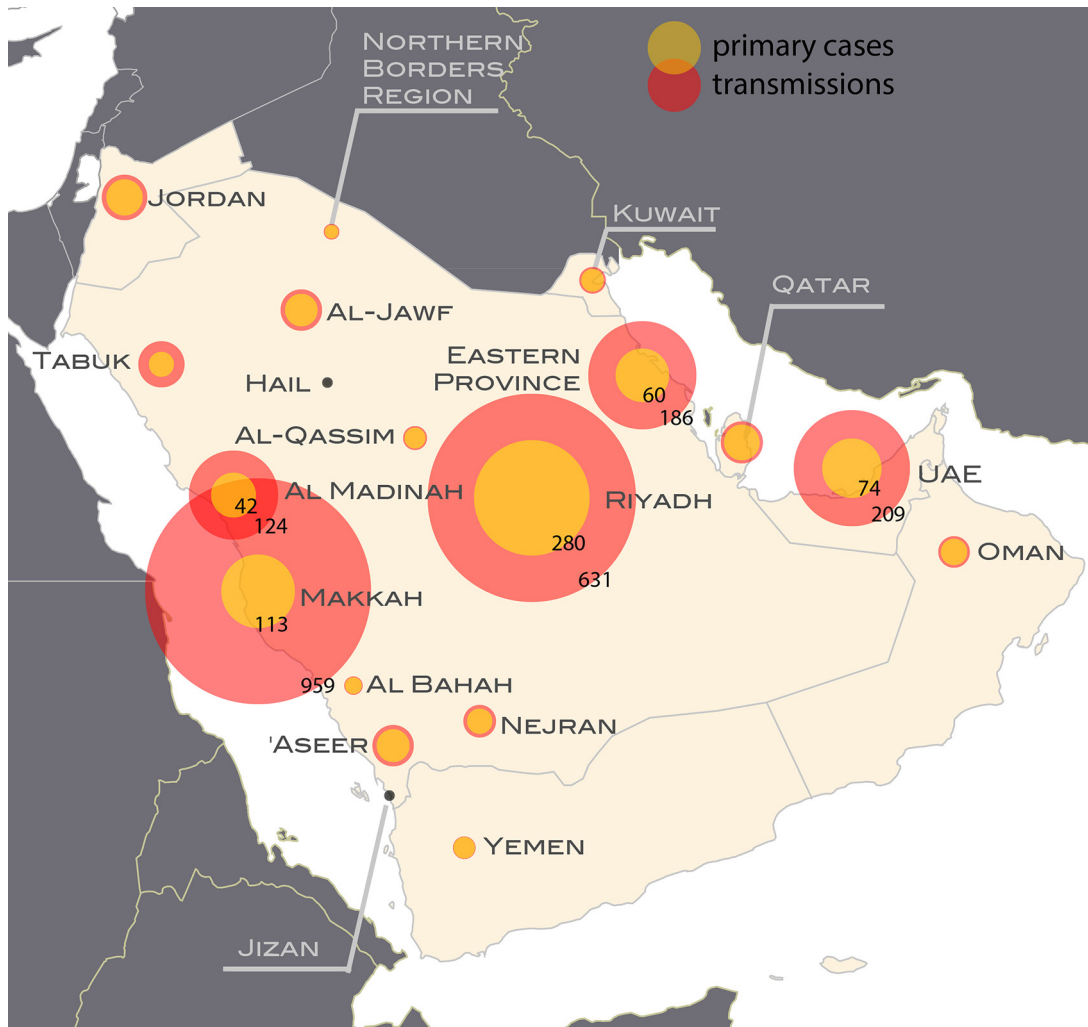 NORTHERN
BORDERS
REGION
primary cases
transmissions
JORDAN
KUWAIT
QATAR
AL-JAWF
TABUK
EASTERN
PROVINCE
HAIL
60
186
AL-QASSIM
AL MADINAH
42
124
RIYADH
280
631
UAE
74
209
OMAN
MAKKAH
113
959
AL BAHAH
NEJRAN
'ASEER
YEMEN
JIZAN